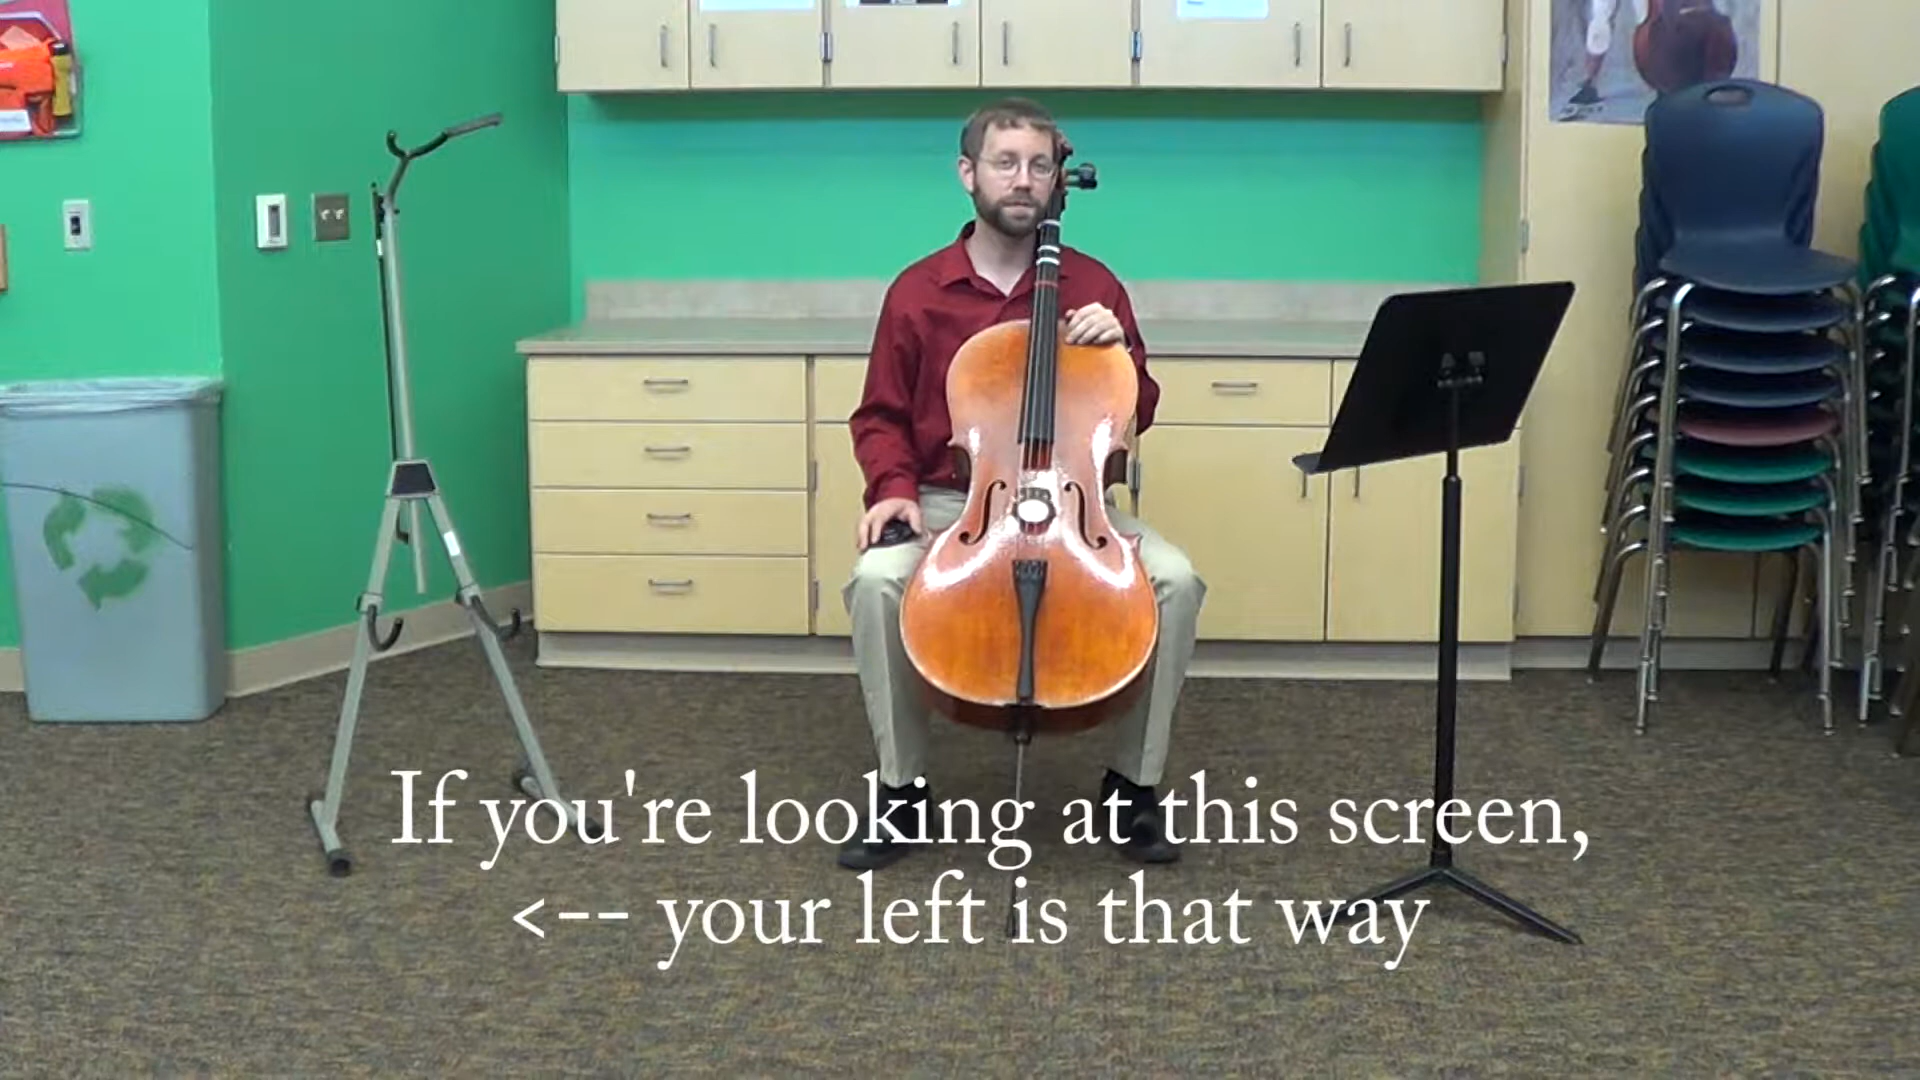 If you're looking at this screen,
<-- your left is that way